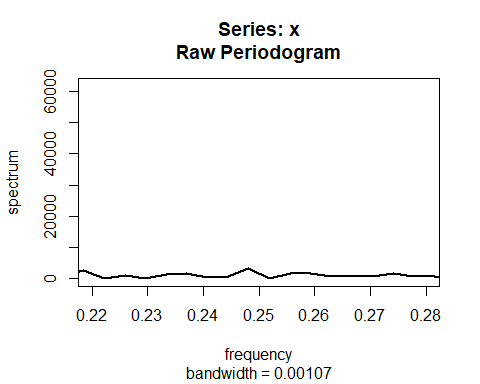 Series: x
Raw Periodogram
spectrum
60000
40000
20000
0
0.22 0.23 0.24 0.25 0.26 0.27 0.28
frequency
bandwidth = 0.00107